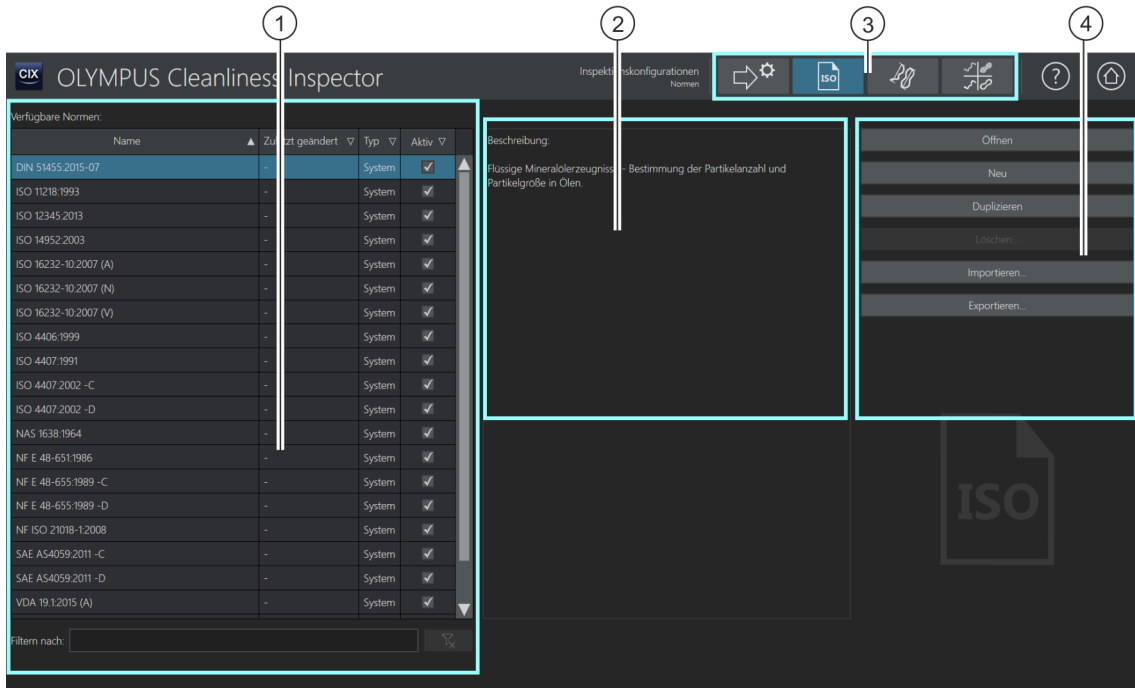 1
2
3
4
CIX OLYMPUS Cleanliness Inspector
Inspektionskonfigurationen
Normen
ISO
?
Verfügbare Normen:
Name Zuletzt geändert Typ Aktiv
DIN 51455:2015-07 - System
ISO 11218:1993 - System
ISO 12345:2013 - System
ISO 14952:2003 - System
ISO 16232-10:2007 (A) - System
ISO 16232-10:2007 (N) - System
ISO 16232-10:2007 (V) - System
ISO 4406:1999 - System
ISO 4407:1991 - System
ISO 4407:2002 -C - System
ISO 4407:2002 -D - System
NAS 1638:1964 - System
NF E 48-651:1986 - System
NF E 48-655:1989 -C - System
NF E 48-655:1989 -D - System
NF ISO 21018-1:2008 - System
SAE AS4059:2011 -C - System
SAE AS4059:2011 -D - System
VDA 19.1:2015 (A) - System
Filtern nach:
Beschreibung:
Flüssige Mineralölerzeugnisse - Bestimmung der Partikelanzahl und
Partikelgröße in Ölen.
Öffnen
Neu
Duplizieren
Löschen...
Importieren...
Exportieren...
ISO